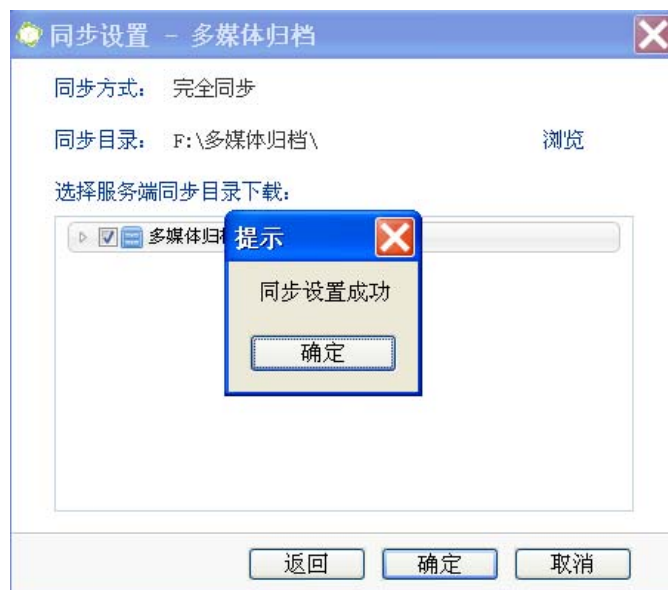 同步设置 - 多媒体归档
同步方式： 完全同步
同步目录： F:\多媒体归档\ 浏览
选择服务端同步目录下载：
多媒体归
提示
同步设置成功
确定
返回 确定 取消